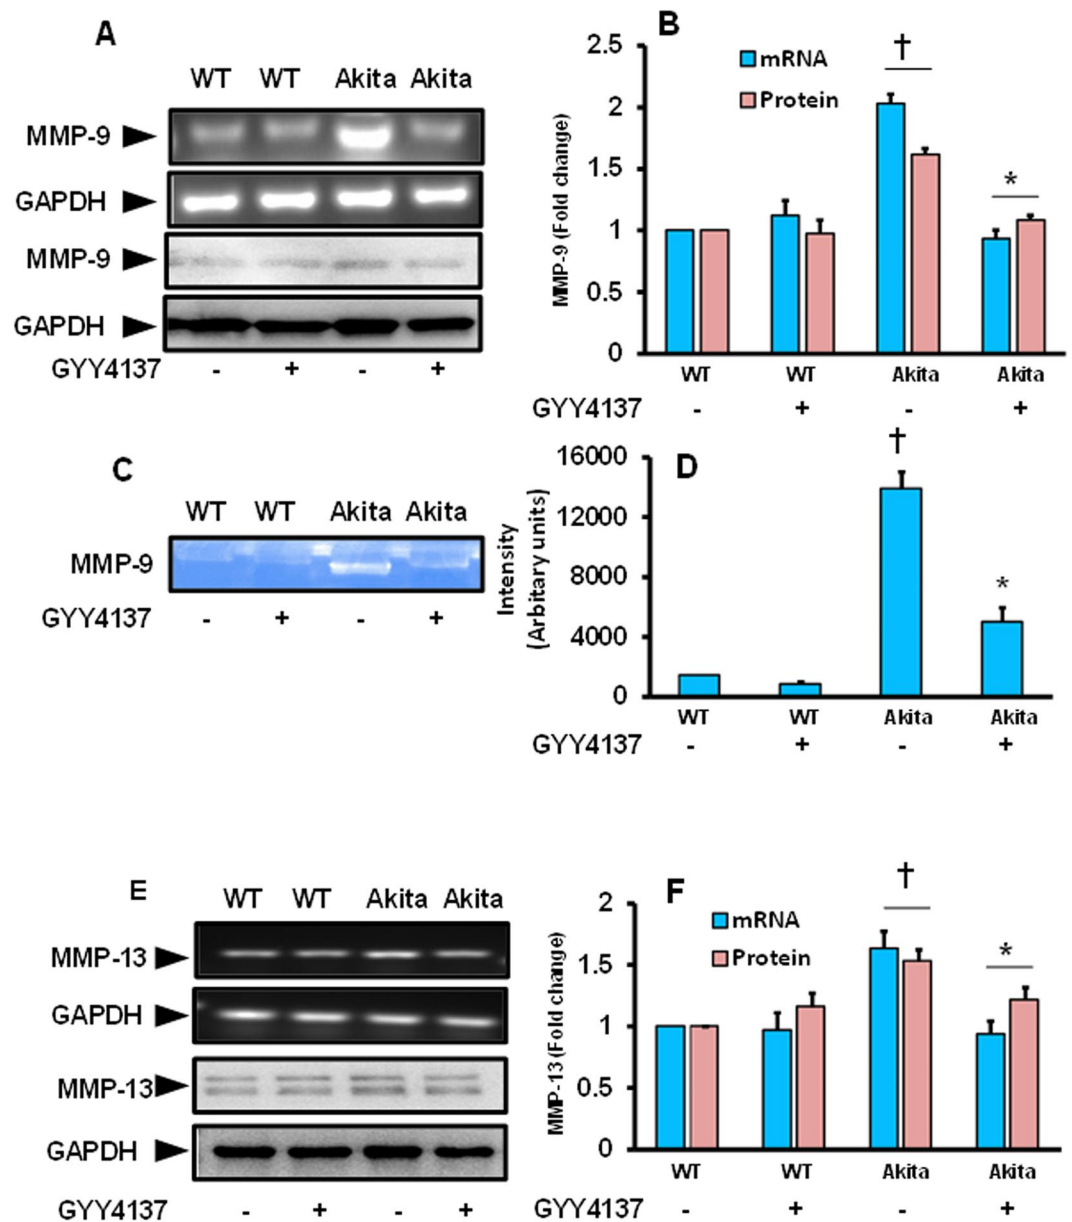 A
WT WT Akita Akita
MMP-9
GAPDH
MMP-9
GAPDH
GYY4137 - + - +
B
MMP-9 (Fold change)
2.5
2
1.5
1
0.5
0
mRNA
Protein
†
*
WT WT Akita Akita
GYY4137 - + - +
C
WT WT Akita Akita
MMP-9
GYY4137 - + - +
D
Intensity
(Arbitary units)
16000
12000
8000
4000
0
†
*
WT WT Akita Akita
GYY4137 - + - +
E
WT WT Akita Akita
MMP-13
GAPDH
MMP-13
GAPDH
GYY4137 - + - +
F
MMP-13 (Fold change)
2
1.5
1
0.5
0
mRNA
Protein
†
*
WT WT Akita Akita
GYY4137 - + - +